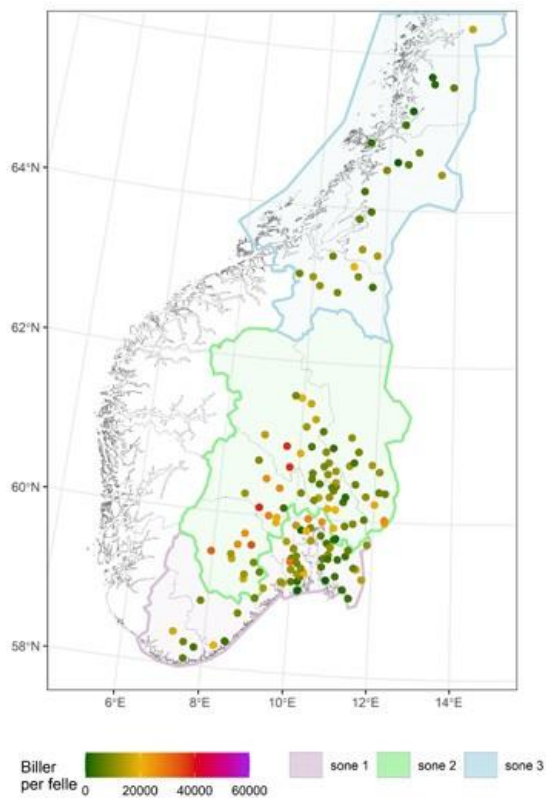 64°N
62°N
60°N
58°N
6°E 8°E 10°E 12°E 14°E
Biller
per felle
0 20000 40000 60000
sone 1 sone 2 sone 3